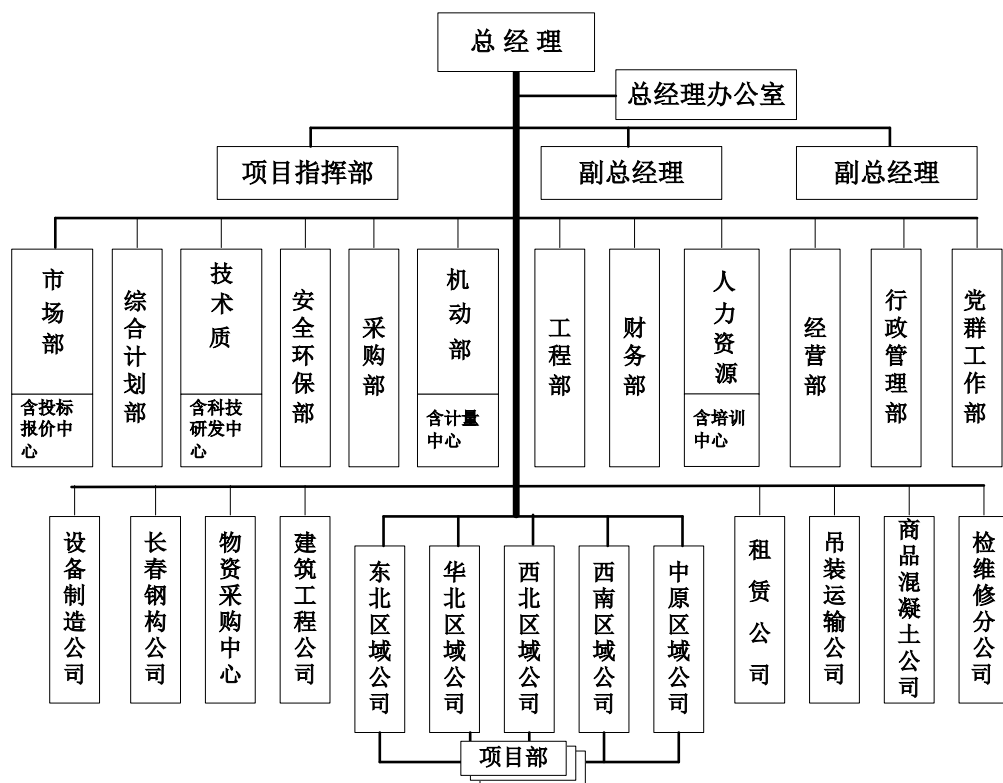 总经理
总经理办公室
项目指挥部
副总经理
副总经理
市场部
含投标
报价中
心
综合计划部
技术质
含科技
研发中
心
安全环保部
采购部
机动部
含计量
中心
工程部
财务部
人力资源
含培训
中心
经营部
行政管理部
党群工作部
设备制造公司
长春钢构公司
物资采购中心
建筑工程公司
东北区域公司
华北区域公司
西北区域公司
西南区域公司
中原区域公司
租赁公司
吊装运输公司
商品混凝土公司
检维修分公司
项目部